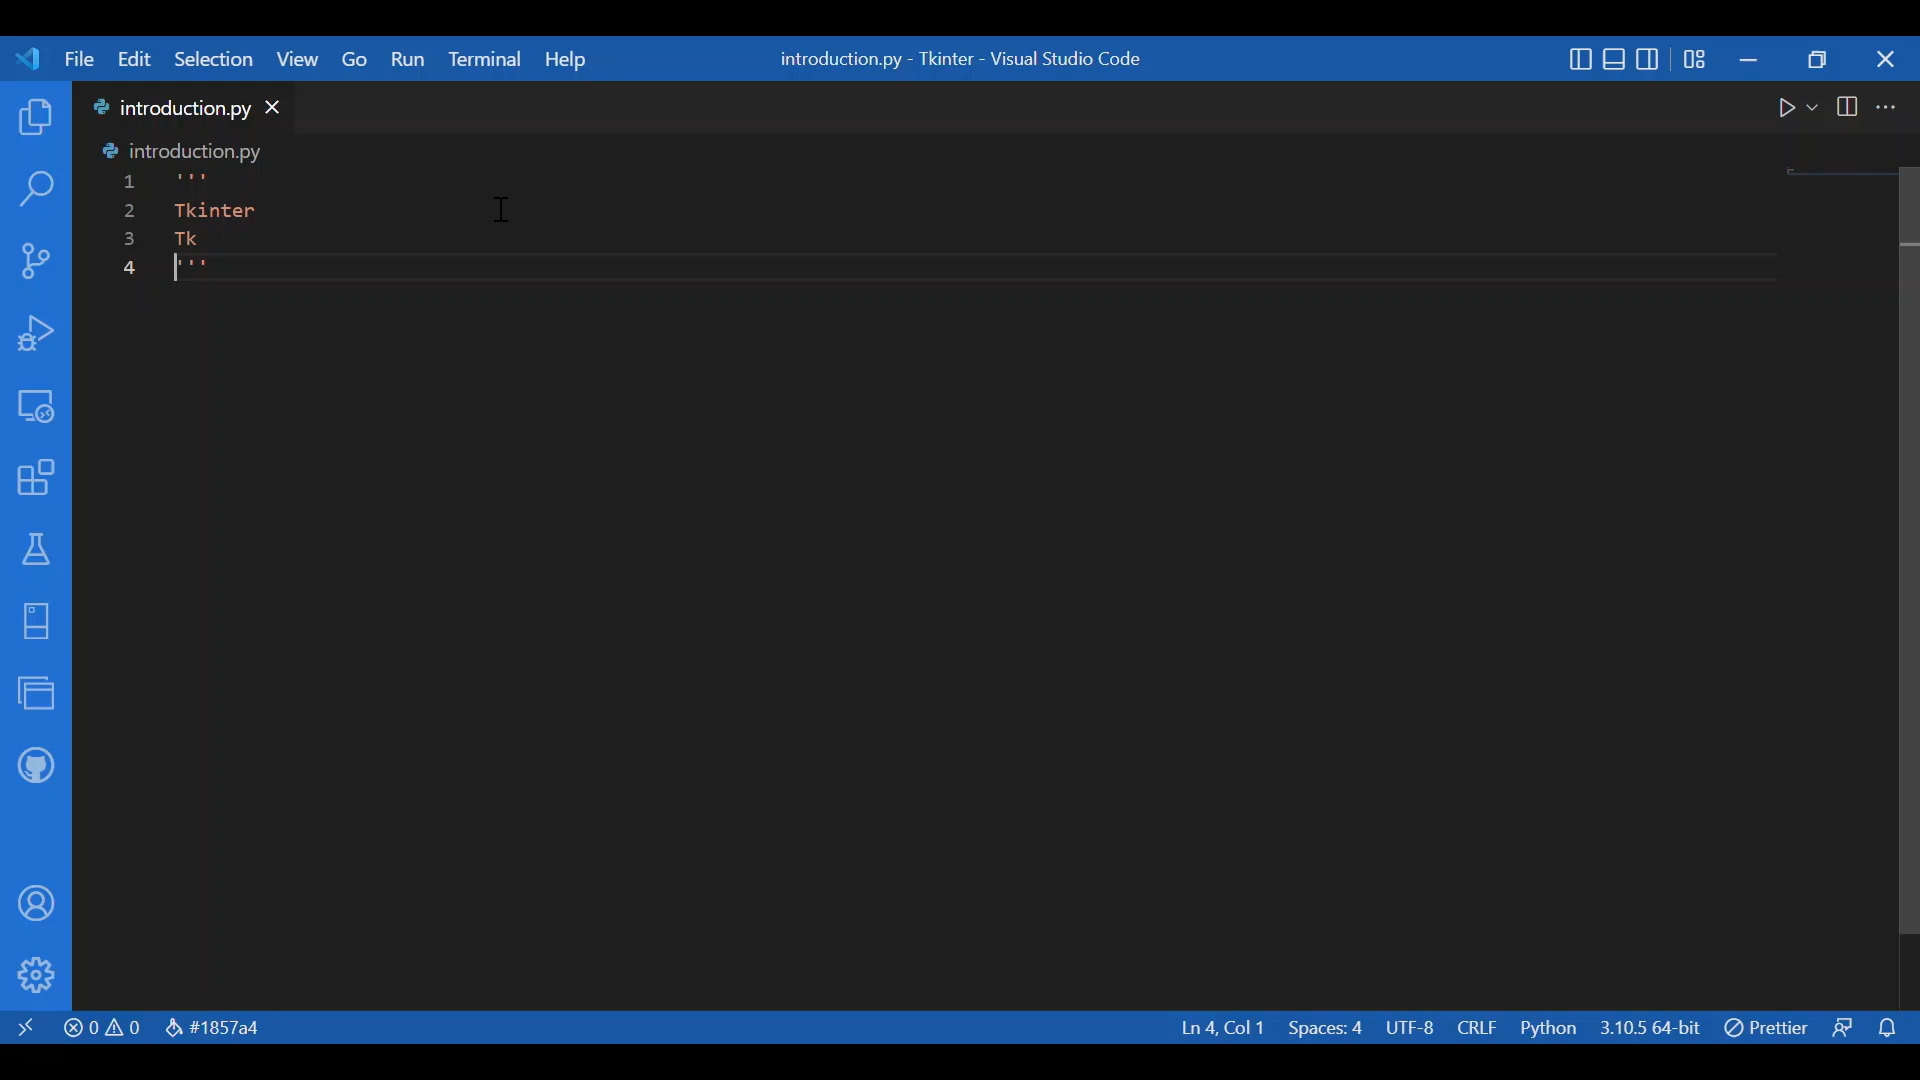 File Edit Selection View Go Run Terminal Help introduction.py - Tkinter - Visual Studio Code
introduction.py
introduction.py
1 '''
2 Tkinter
3 Tk
4 '''
0 0 #1857a4 Ln 4, Col 1 Spaces: 4 UTF-8 CRLF Python 3.10.5 64-bit Prettier